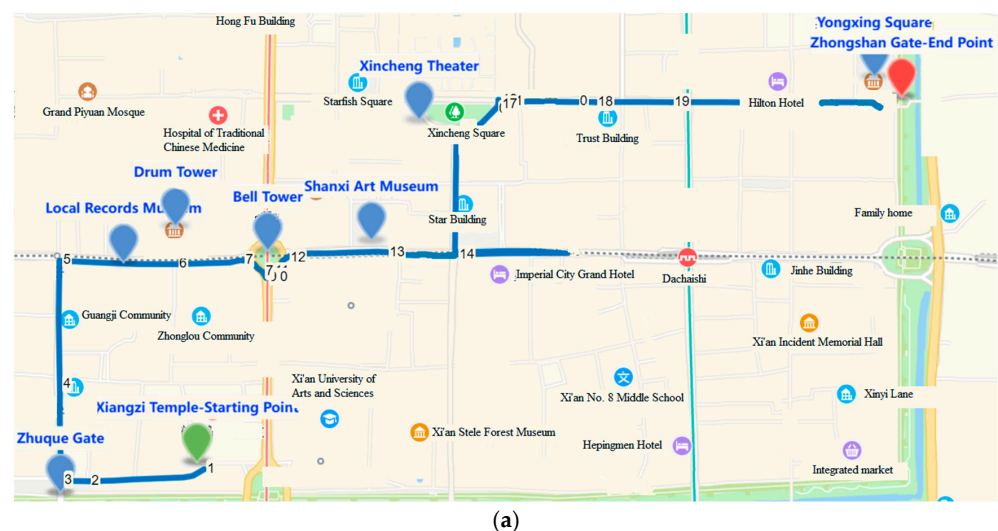 Hong Fu Building
Yongxing Square
Zhongshan Gate-End Point
Xincheng Theater
Starfish Square
Grand Piyuan Mosque
Hospital of Traditional
Chinese Medicine
Xincheng Square
17
1
0
18
19
Trust Building
Hilton Hotel
Drum Tower
Local Records M
m
Bell Tower
Shanxi Art Museum
Star Building
Family home
5
6
7
7
0
12
13
14
Imperial City Grand Hotel
Dachaishi
Jinhe Building
Guangji Community
Zhonglou Community
Xi'an Incident Memorial Hall
4
Xi'an University of
Arts and Sciences
Xi'an No. 8 Middle School
Xinyi Lane
Xiangzi Temple-Starting Point
Zhuque Gate
Xi'an Stele Forest Museum
Hepingmen Hotel
Integrated market
3
2
1
(a)